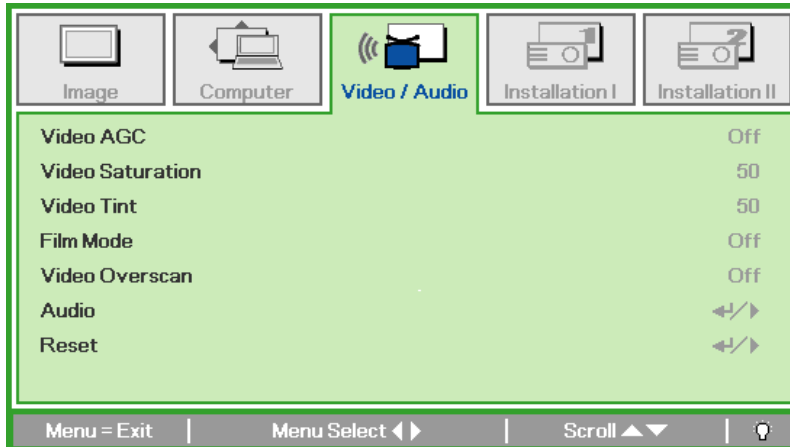 Image Computer Video / Audio Installation I Installation II
Video AGC Off
Video Saturation 50
Video Tint 50
Film Mode Off
Video Overscan Off
Audio ↵/▶
Reset ↵/▶
Menu = Exit | Menu Select ◀▶ | Scroll ▲▼ |